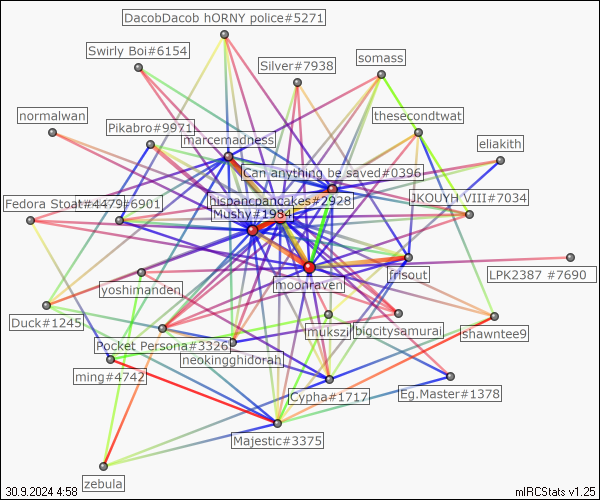 DacobDacob hORNY police#5271
Swirly Boi#6154
somass
Silver#7938
normalwan
thesecondtwat
Pikabro#9971
marcemadness
eliakith
Can anything be saved#0396
JKOUYH VIII#7034
Fedora Stoat#4479
#6901
hispancpancakes#2928
Mushy#1984
moonraven
frisout
LPK2387 #7690
yoshimanden
Duck#1245
mukszi
bigcitysamurai
shawntee9
Pocket Persona#3326
neokingghidorah
ming#4742
Cypha#1717
Eg.Master#1378
Majestic#3375
zebula
30.9.2024 4:58
mIRCStats v1.25